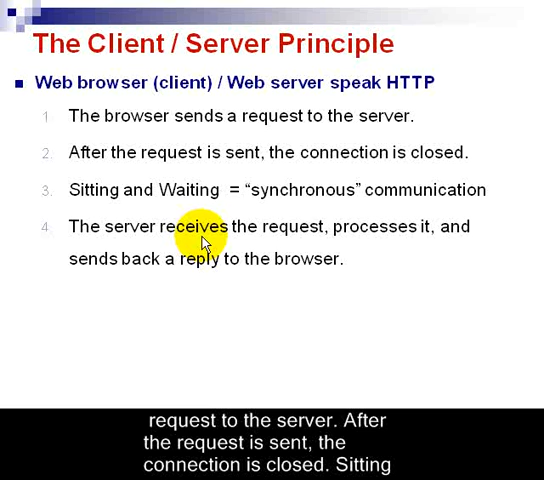 The Client / Server Principle
Web browser (client) / Web server speak HTTP
1. The browser sends a request to the server.
2. After the request is sent, the connection is closed.
3. Sitting and Waiting = “synchronous” communication
4. The server receives the request, processes it, and
sends back a reply to the browser.
request to the server. After
the request is sent, the
connection is closed. Sitting